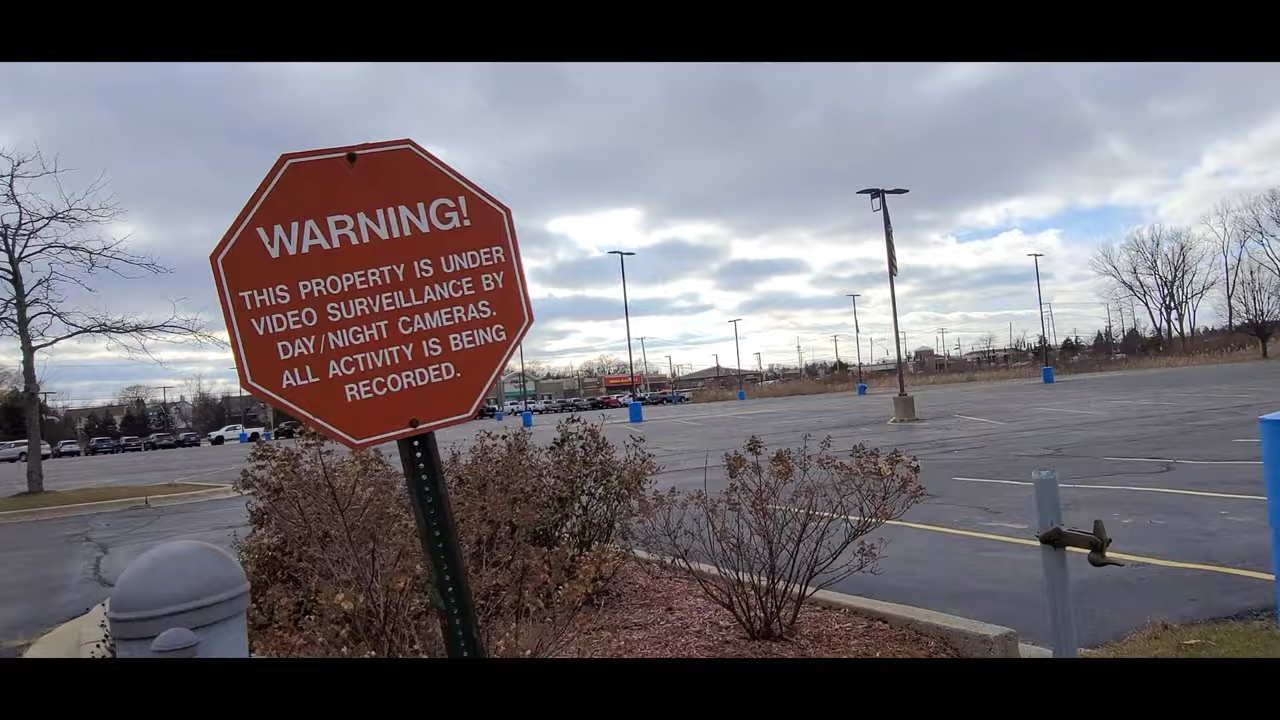 WARNING!
THIS PROPERTY IS UNDER
VIDEO SURVEILLANCE BY
DAY/NIGHT CAMERAS.
ALL ACTIVITY IS BEING
RECORDED.